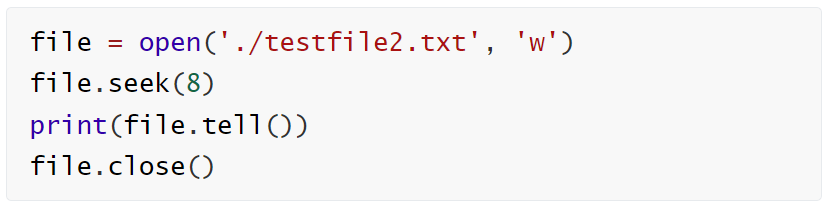 file = open('./testfile2.txt', 'w')
file.seek(8)
print(file.tell())
file.close()